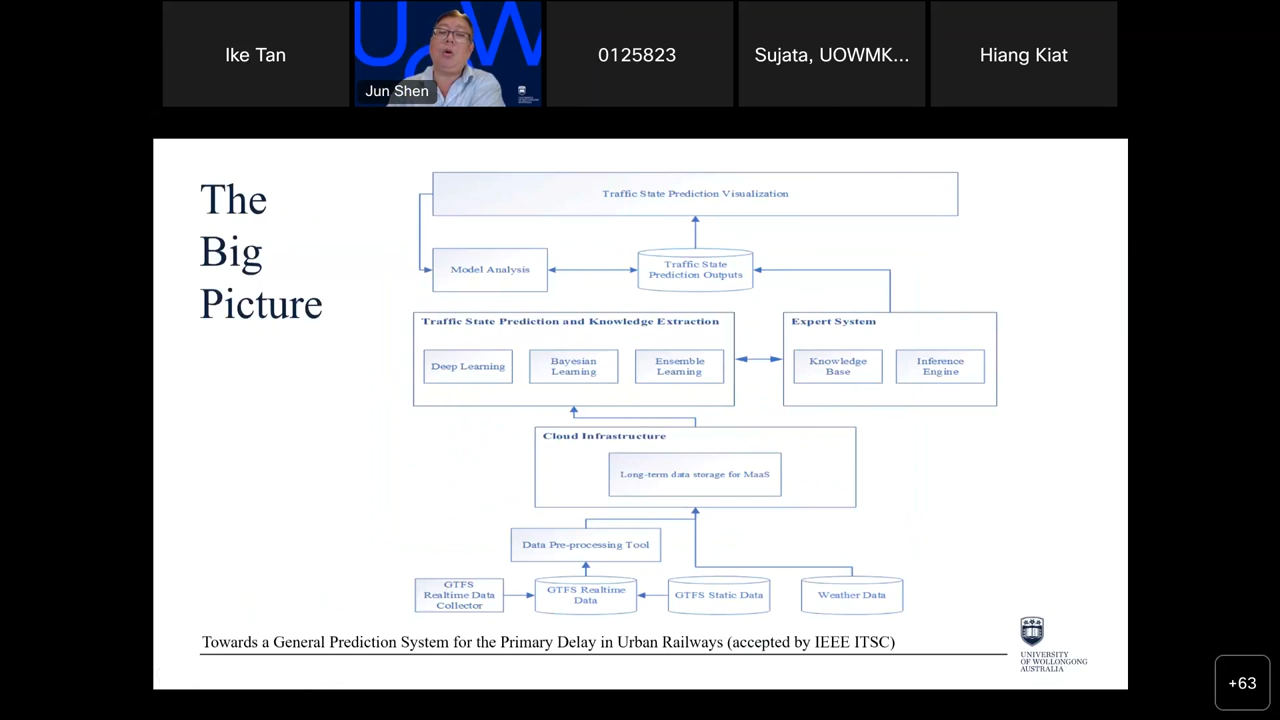 Ike Tan
UOW
Jun Shen
0125823
Sujata, UOWMK...
Hiang Kiat
The
Big
Picture
Traffic State Prediction Visualization
Model Analysis
Traffic State
Prediction Outputs
Traffic State Prediction and Knowledge Extraction
Deep Learning
Bayesian
Learning
Ensemble
Learning
Expert System
Knowledge
Base
Inference
Engine
Cloud Infrastructure
Long-term data storage for MaaS
Data Pre-processing Tool
GTFS
Realtime Data
Collector
GTFS Realtime
Data
GTFS Static Data
Weather Data
Towards a General Prediction System for the Primary Delay in Urban Railways (accepted by IEEE ITSC)
UNIVERSITY
OF WOLLONGONG
AUSTRALIA
+63